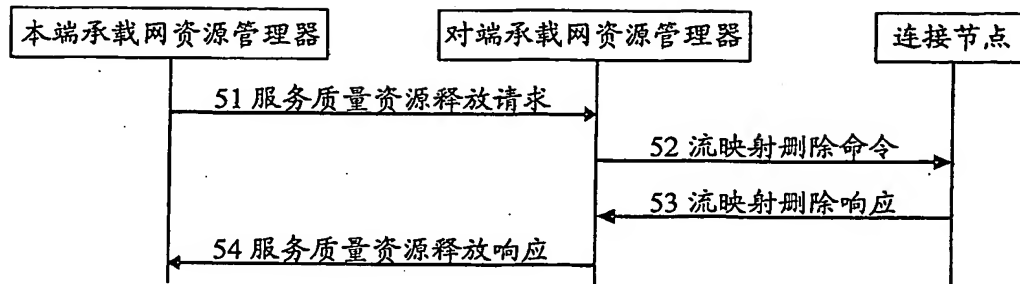 本端承载网资源管理器
对端承载网资源管理器
连接节点
51 服务质量资源释放请求
52 流映射删除命令
53 流映射删除响应
54 服务质量资源释放响应